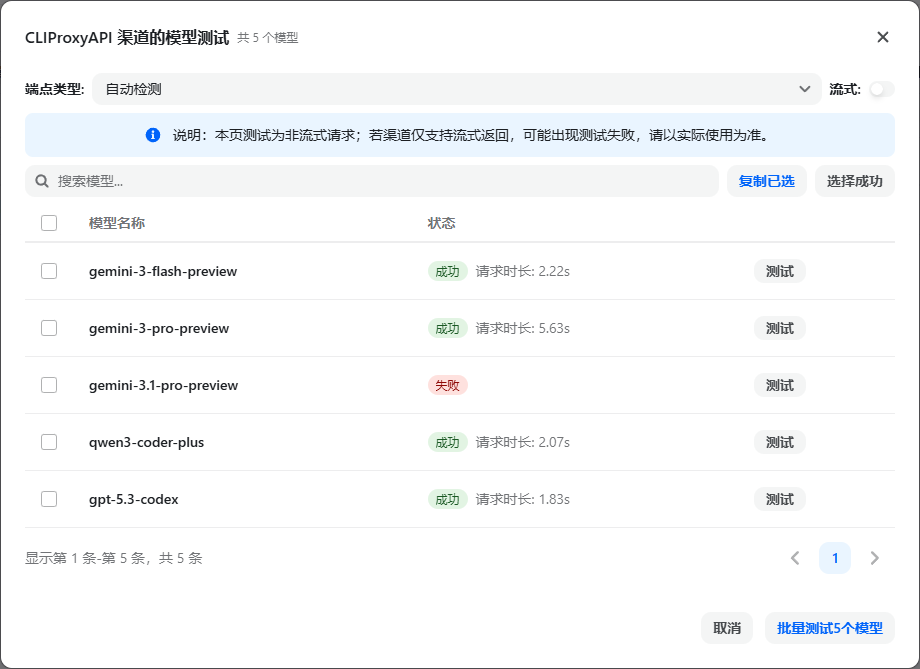 CLIProxyAPI 渠道的模型测试 共 5 个模型
端点类型: 自动检测 流式:
说明：本页测试为非流式请求；若渠道仅支持流式返回，可能出现测试失败，请以实际使用为准。
搜索模型... 复制已选 选择成功
模型名称 状态
gemini-3-flash-preview 成功 请求时长: 2.22s 测试
gemini-3-pro-preview 成功 请求时长: 5.63s 测试
gemini-3.1-pro-preview 失败 测试
qwen3-coder-plus 成功 请求时长: 2.07s 测试
gpt-5.3-codex 成功 请求时长: 1.83s 测试
显示第 1 条-第 5 条，共 5 条 1
取消 批量测试5个模型